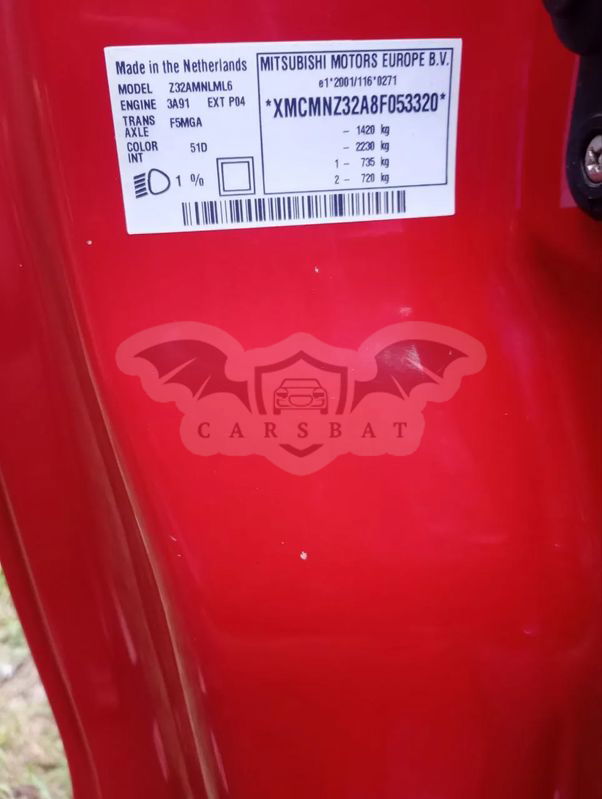 Made in the Netherlands
MODEL Z32AMNLML6
ENGINE 3A91 EXT P04
TRANS AXLE F5MGA
COLOR 51D
INT
1 %
MITSUBISHI MOTORS EUROPE B.V.
e1*2001/116*0271
*XMCMNZ32A8F053320*
- 1420 kg
- 2230 kg
1 - 735 kg
2 - 720 kg
CARSBAT